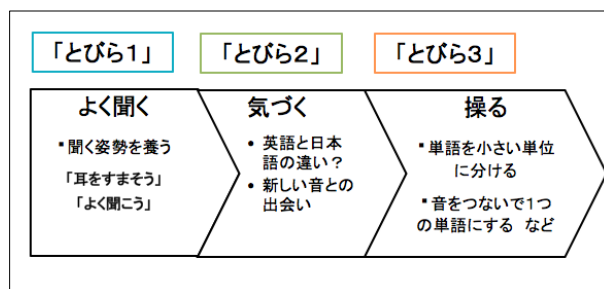 「とびら１」
「とびら２」
「とびら３」
よく聞く
▪聞く姿勢を養う
「耳をすまそう」
「よく聞こう」
気づく
• 英語と日本
語の違い？
• 新しい音との
出会い
操る
▪単語を小さい単位
に分ける
▪音をつないで１つ
の単語にする など